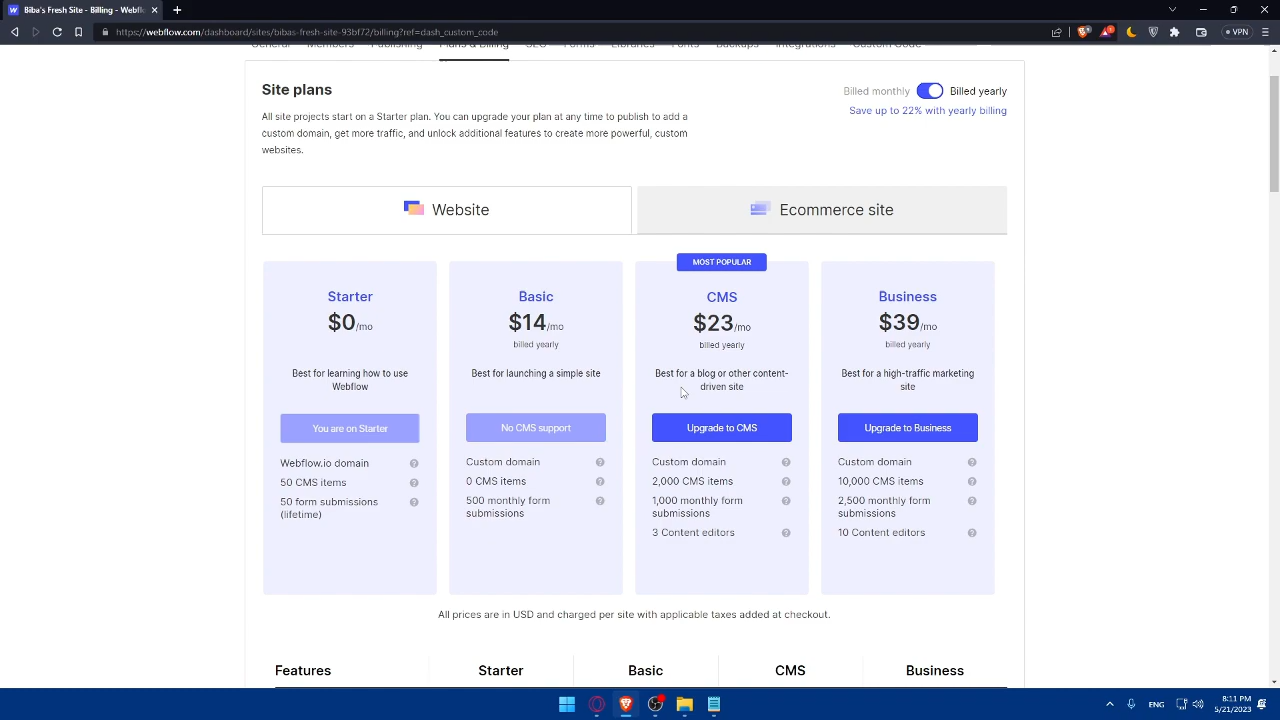 Biba's Fresh Site - Billing - Webfl
https://webflow.com/dashboard/sites/bibas-fresh-site-93bf72/billing?ref=dash_custom_code
VPN
General Members Publishing Plans & Billing SEO Forms Libraries Fonts Backups Integrations Custom Code
Site plans
Billed monthly Billed yearly
Save up to 22% with yearly billing
All site projects start on a Starter plan. You can upgrade your plan at any time to publish to add a
custom domain, get more traffic, and unlock additional features to create more powerful, custom
websites.
Website
Ecommerce site
Starter
$0/mo
Best for learning how to use
Webflow
You are on Starter
Webflow.io domain
50 CMS items
50 form submissions
(lifetime)
Basic
$14/mo
billed yearly
Best for launching a simple site
No CMS support
Custom domain
0 CMS items
500 monthly form
submissions
MOST POPULAR
CMS
$23/mo
billed yearly
Best for a blog or other content-
driven site
Upgrade to CMS
Custom domain
2,000 CMS items
1,000 monthly form
submissions
3 Content editors
Business
$39/mo
billed yearly
Best for a high-traffic marketing
site
Upgrade to Business
Custom domain
10,000 CMS items
2,500 monthly form
submissions
10 Content editors
All prices are in USD and charged per site with applicable taxes added at checkout.
Features Starter Basic CMS Business
ENG
8:11 PM
5/21/2023